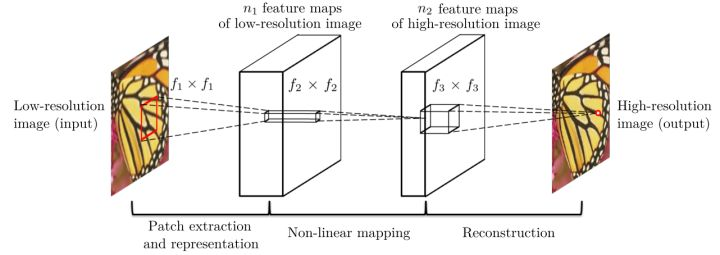 n₁ feature maps
of low-resolution image
n₂ feature maps
of high-resolution image
f₁ × f₁
f₂ × f₂
f₃ × f₃
Low-resolution
image (input)
High-resolution
image (output)
Patch extraction
and representation
Non-linear mapping
Reconstruction